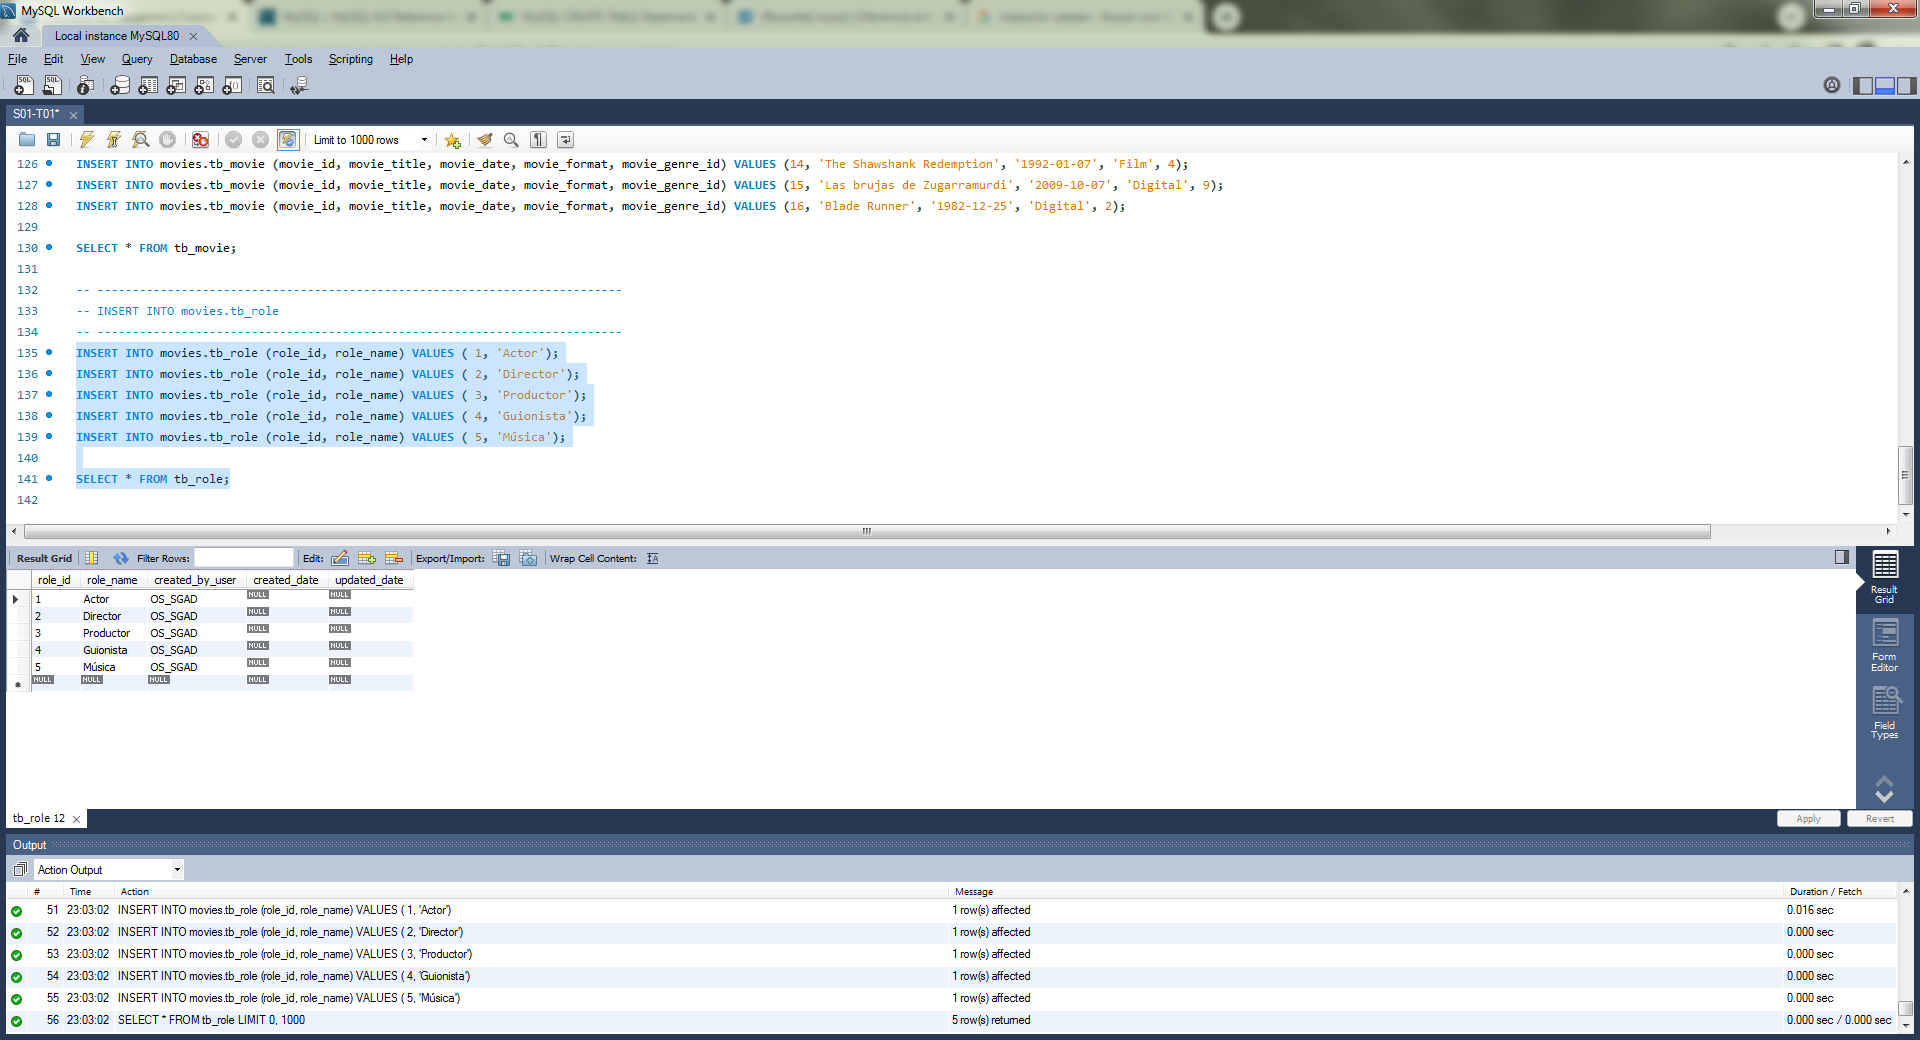 MySQL Workbench
Local instance MySQL80
File Edit View Query Database Server Tools Scripting Help
S01-T01*
Limit to 1000 rows
126 INSERT INTO movies.tb_movie (movie_id, movie_title, movie_date, movie_format, movie_genre_id) VALUES (14, 'The Shawshank Redemption', '1992-01-07', 'Film', 4);
127 INSERT INTO movies.tb_movie (movie_id, movie_title, movie_date, movie_format, movie_genre_id) VALUES (15, 'Las brujas de Zugarramurdi', '2009-10-07', 'Digital', 9);
128 INSERT INTO movies.tb_movie (movie_id, movie_title, movie_date, movie_format, movie_genre_id) VALUES (16, 'Blade Runner', '1982-12-25', 'Digital', 2);
129
130 SELECT * FROM tb_movie;
131
132 -- ---------------------------------------------------------------------------
133 -- INSERT INTO movies.tb_role
134 -- ---------------------------------------------------------------------------
135 INSERT INTO movies.tb_role (role_id, role_name) VALUES ( 1, 'Actor');
136 INSERT INTO movies.tb_role (role_id, role_name) VALUES ( 2, 'Director');
137 INSERT INTO movies.tb_role (role_id, role_name) VALUES ( 3, 'Productor');
138 INSERT INTO movies.tb_role (role_id, role_name) VALUES ( 4, 'Guionista');
139 INSERT INTO movies.tb_role (role_id, role_name) VALUES ( 5, 'Música');
140
141 SELECT * FROM tb_role;
142
Result Grid Filter Rows: Edit: Export/Import: Wrap Cell Content:
role_id role_name created_by_user created_date updated_date
1 Actor OS_SGAD NULL NULL
2 Director OS_SGAD NULL NULL
3 Productor OS_SGAD NULL NULL
4 Guionista OS_SGAD NULL NULL
5 Música OS_SGAD NULL NULL
NULL NULL NULL NULL NULL
Result
Grid
Form
Editor
Field
Types
tb_role 12
Apply Revert
Output
Action Output
# Time Action Message Duration / Fetch
51 23:03:02 INSERT INTO movies.tb_role (role_id, role_name) VALUES ( 1, 'Actor') 1 row(s) affected 0.016 sec
52 23:03:02 INSERT INTO movies.tb_role (role_id, role_name) VALUES ( 2, 'Director') 1 row(s) affected 0.000 sec
53 23:03:02 INSERT INTO movies.tb_role (role_id, role_name) VALUES ( 3, 'Productor') 1 row(s) affected 0.000 sec
54 23:03:02 INSERT INTO movies.tb_role (role_id, role_name) VALUES ( 4, 'Guionista') 1 row(s) affected 0.000 sec
55 23:03:02 INSERT INTO movies.tb_role (role_id, role_name) VALUES ( 5, 'Música') 1 row(s) affected 0.000 sec
56 23:03:02 SELECT * FROM tb_role LIMIT 0, 1000 5 row(s) returned 0.000 sec / 0.000 sec